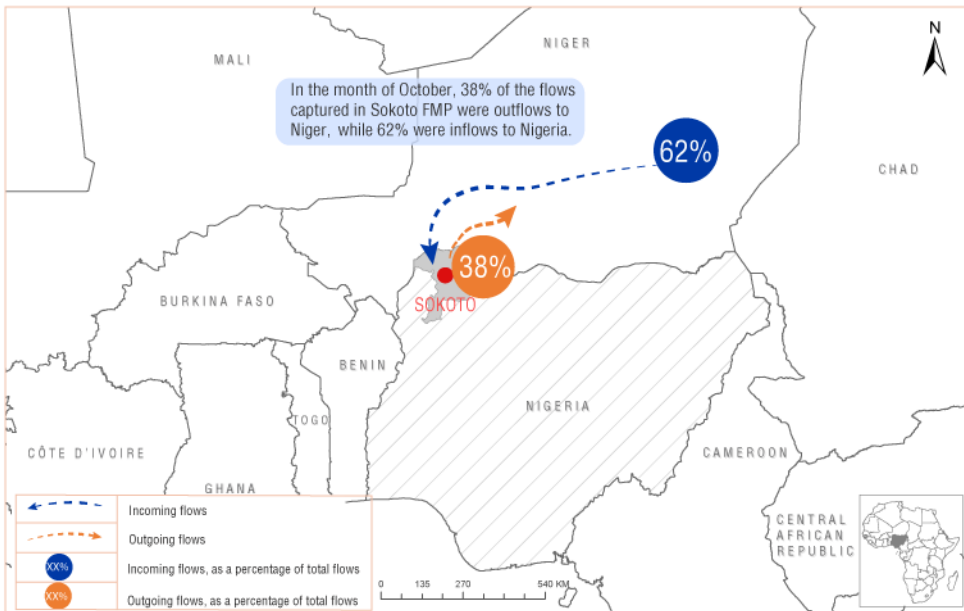 MALI
NIGER
N
In the month of October, 38% of the flows
captured in Sokoto FMP were outflows to
Niger, while 62% were inflows to Nigeria.
62%
CHAD
38%
SOKOTO
BURKINA FASO
BENIN
NIGERIA
TOGO
CÔTE D'IVOIRE
CAMEROON
GHANA
Incoming flows
Outgoing flows
XX%
Incoming flows, as a percentage of total flows
XX%
Outgoing flows, as a percentage of total flows
0 135 270 540 KM
CENTRAL
AFRICAN
REPUBLIC